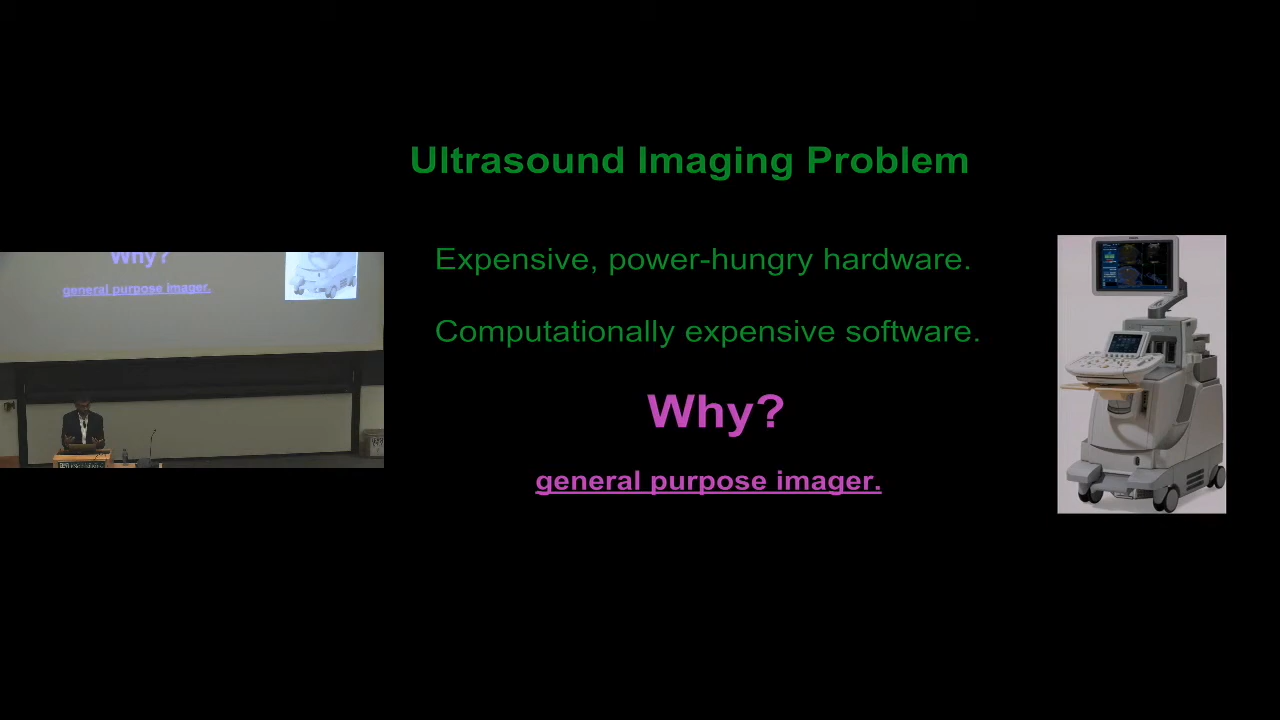 Ultrasound Imaging Problem
Expensive, power-hungry hardware.
Computationally expensive software.
Why?
general purpose imager.
Why?
general purpose imager.